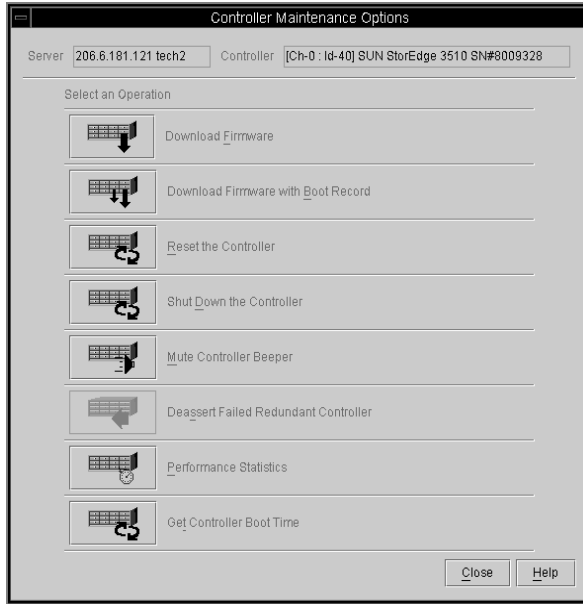 Controller Maintenance Options
Server 206.6.181.121 tech2 Controller [Ch-0 : Id-40] SUN StorEdge 3510 SN#8009328
Select an Operation
Download Firmware
Download Firmware with Boot Record
Reset the Controller
Shut Down the Controller
Mute Controller Beeper
Deassert Failed Redundant Controller
Performance Statistics
Get Controller Boot Time
Close Help